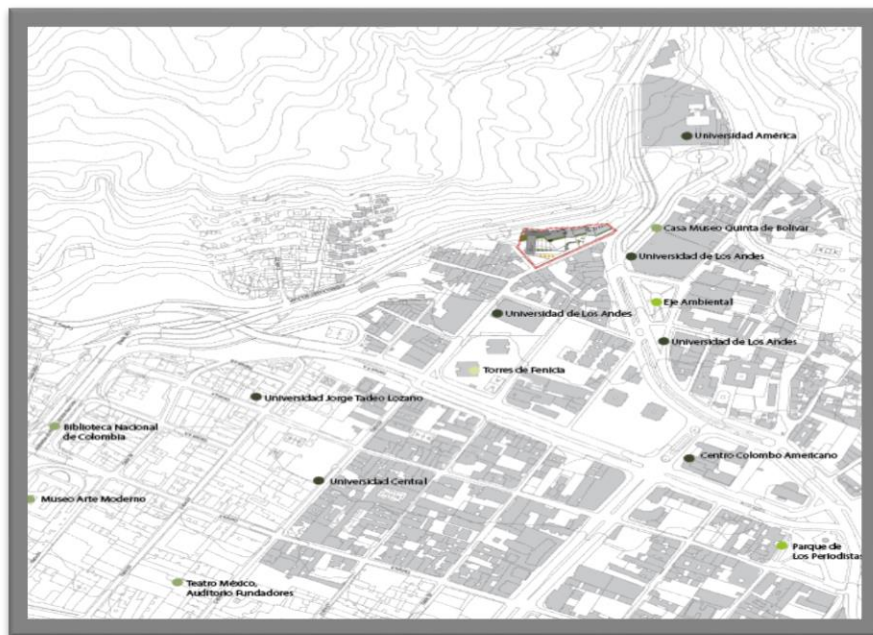 Universidad América
Casa Museo Quinta de Bolívar
Universidad de Los Andes
Eje Ambiental
Universidad de Los Andes
Universidad de Los Andes
Torres de Fenicia
Universidad Jorge Tadeo Lozano
Biblioteca Nacional
de Colombia
Centro Colombo Americano
Universidad Central
Museo Arte Moderno
Parque de
Los Periodistas
Teatro México,
Auditorio Fundadores